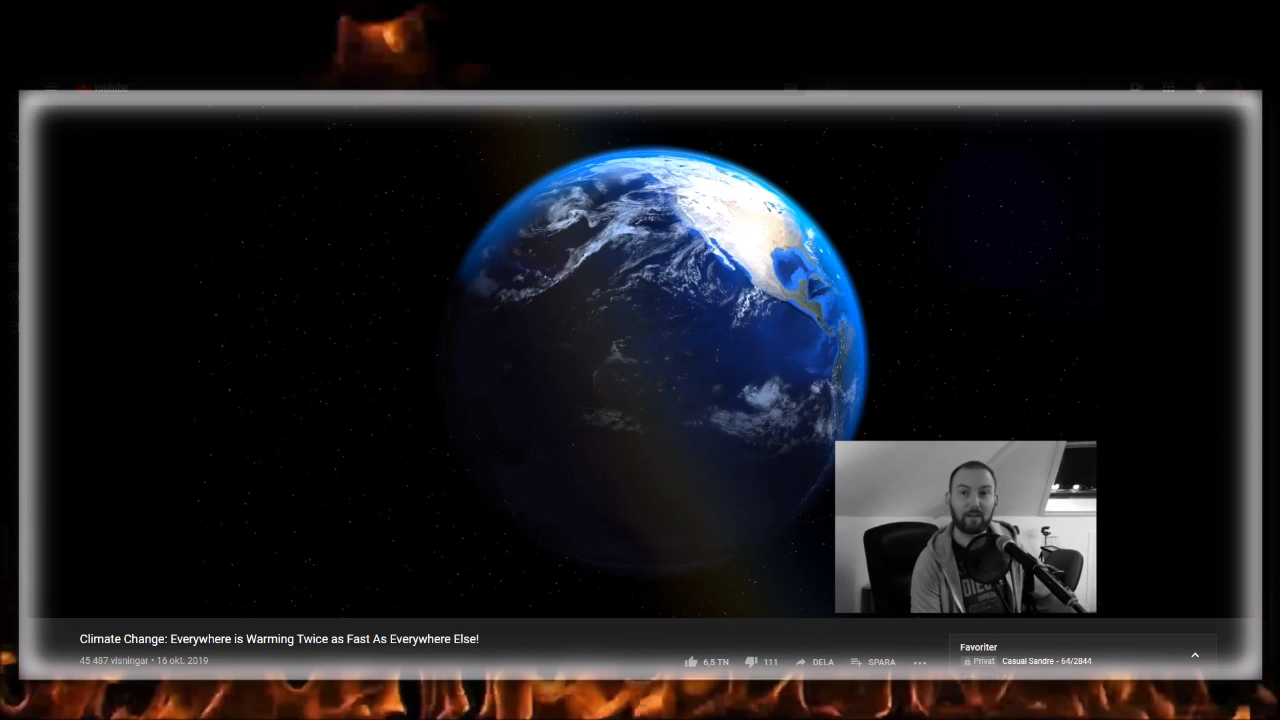 Climate Change: Everywhere is Warming Twice as Fast As Everywhere Else!
45 487 visningar • 16 okt. 2019
6,5 TN 111 DELA SPARA
Favoriter
Privat Casual Sandre - 64/2844